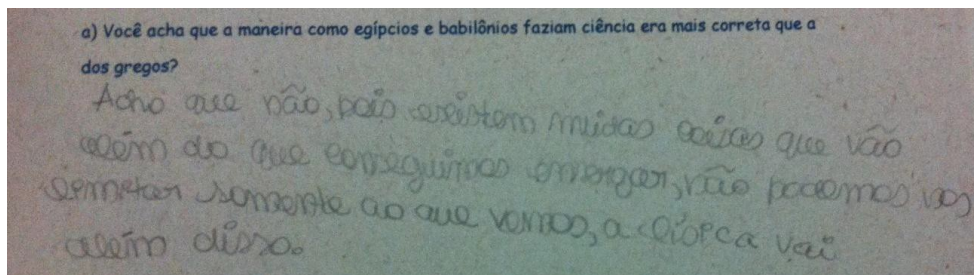 a) Você acha que a maneira como egípcios e babilônios faziam ciência era mais correta que a
dos gregos?
Acho que não, pois existem muitas coisas que vão
além do que conseguimos enxergar, não podemos nos
somente ao que vemos, a vai
além disso.